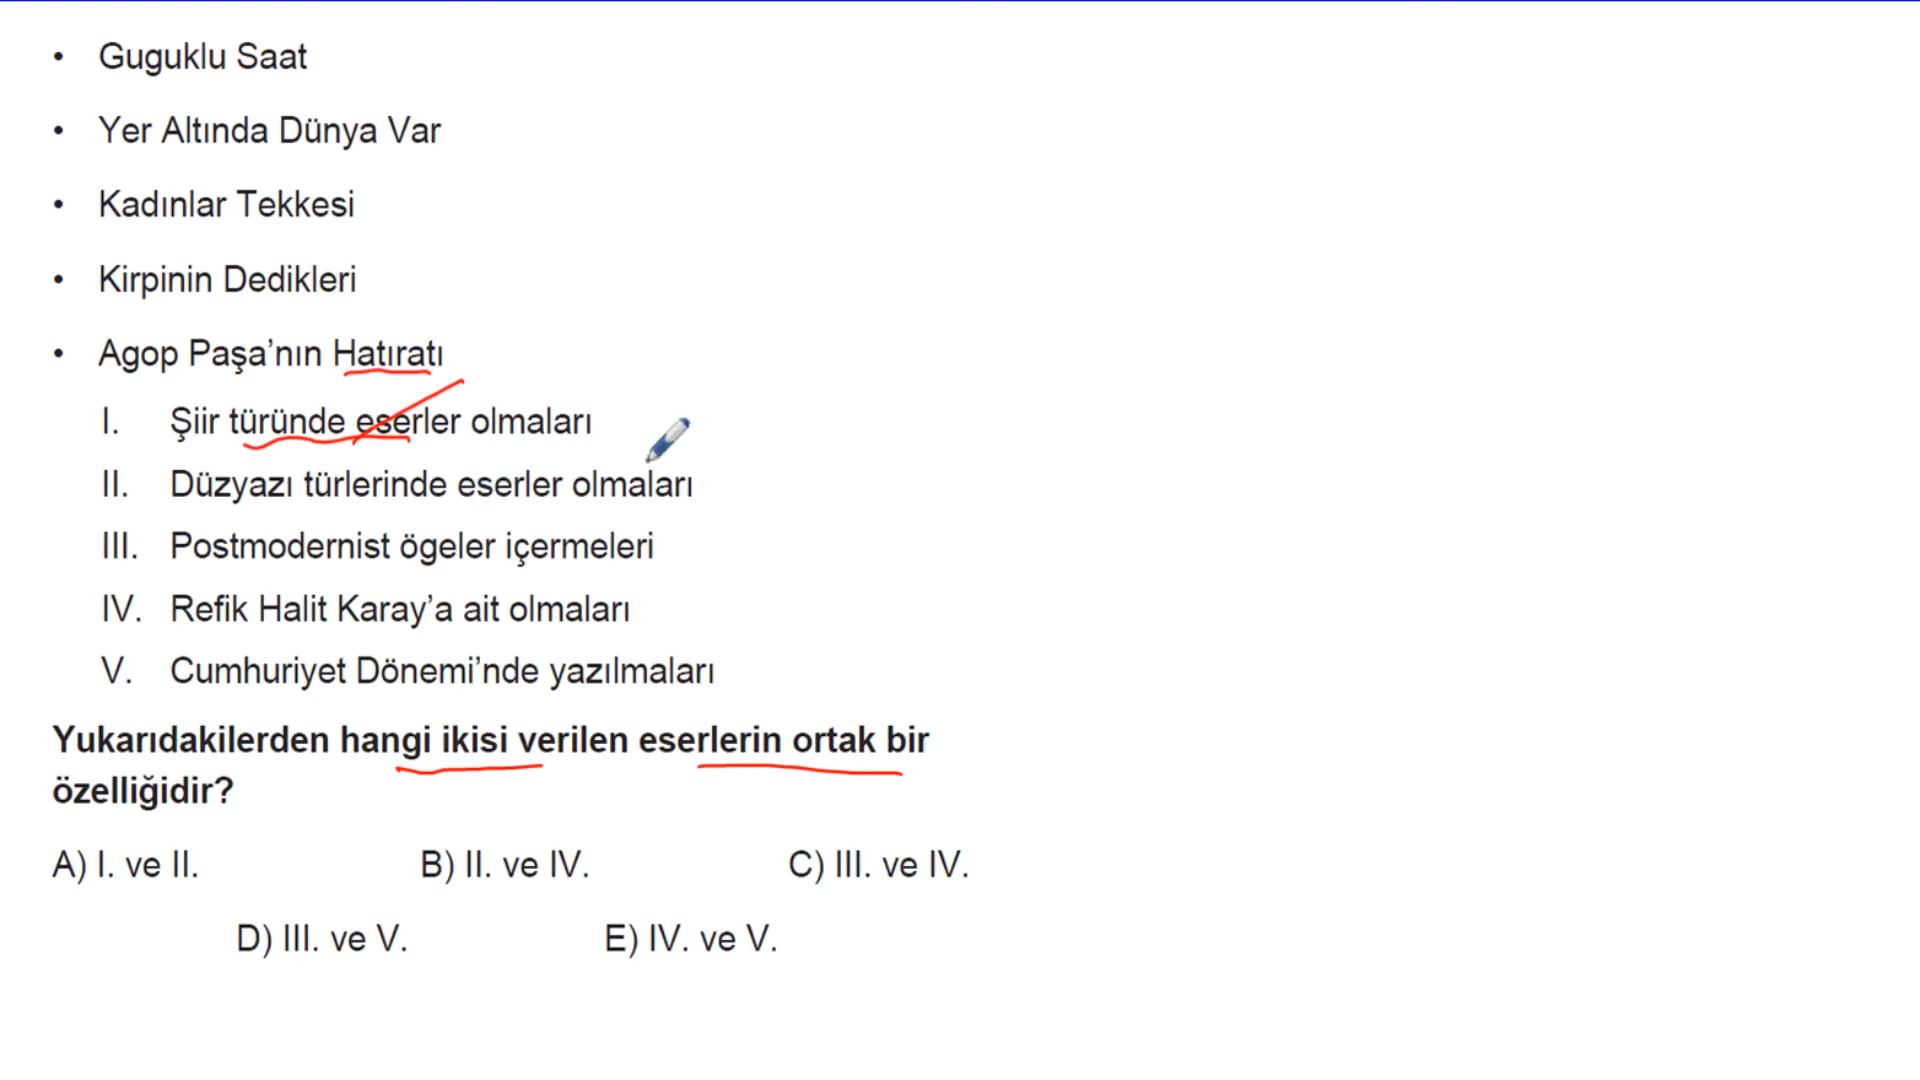 • Guguklu Saat
• Yer Altında Dünya Var
• Kadınlar Tekkesi
• Kirpinin Dedikleri
• Agop Paşa’nın Hatıratı
I. Şiir türünde eserler olmaları
II. Düzyazı türlerinde eserler olmaları
III. Postmodernist ögeler içermeleri
IV. Refik Halit Karay’a ait olmaları
V. Cumhuriyet Dönemi’nde yazılmaları
Yukarıdakilerden hangi ikisi verilen eserlerin ortak bir
özelliğidir?
A) I. ve II. B) II. ve IV. C) III. ve IV.
D) III. ve V. E) IV. ve V.